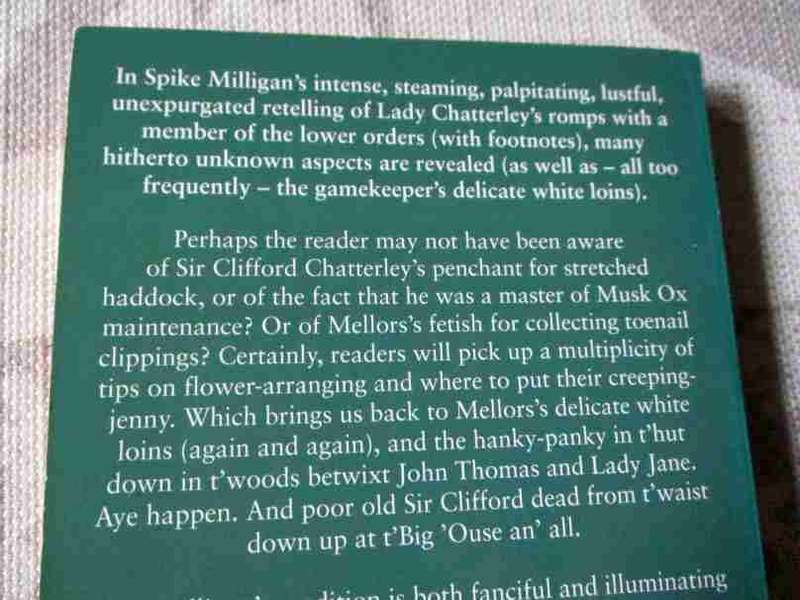 In Spike Milligan's intense, steaming, palpitating, lustful,
unexpurgated retelling of Lady Chatterley's romps with a
member of the lower orders (with footnotes), many
hitherto unknown aspects are revealed (as well as – all too
frequently – the gamekeeper's delicate white loins).
Perhaps the reader may not have been aware
of Sir Clifford Chatterley's penchant for stretched
haddock, or of the fact that he was a master of Musk Ox
maintenance? Or of Mellors's fetish for collecting toenail
clippings? Certainly, readers will pick up a multiplicity of
tips on flower-arranging and where to put their creeping-
jenny. Which brings us back to Mellors's delicate white
loins (again and again), and the hanky-panky in t'hut
down in t'woods betwixt John Thomas and Lady Jane.
Aye happen. And poor old Sir Clifford dead from t'waist
down up at t'Big 'Ouse an' all.
is both fanciful and illuminating